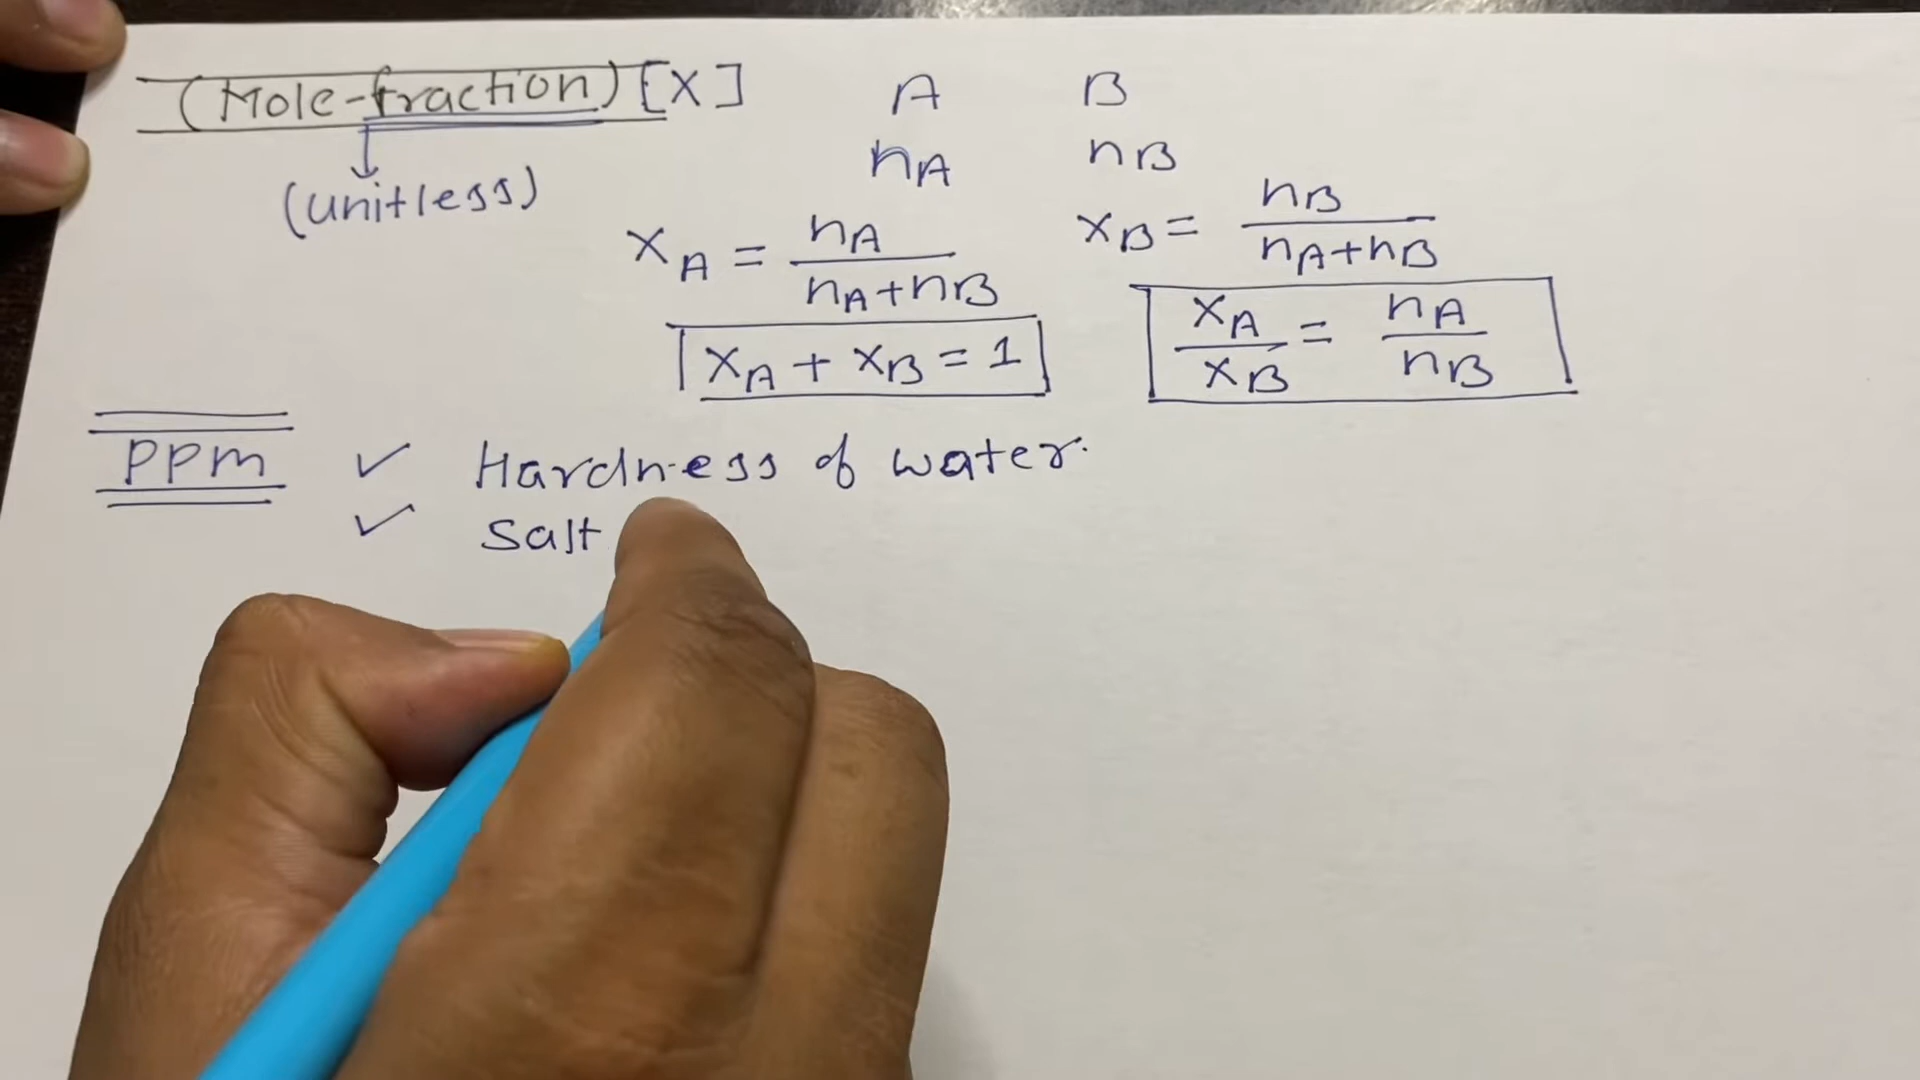 (Mole-fraction) [X]
(unitless)
A B
nA nB
xA = nA / nA+nB
xB = nB / nA+nB
xA + xB = 1
xA / xB = nA / nB
PPm ✓ Hardness of water.
✓ Salt